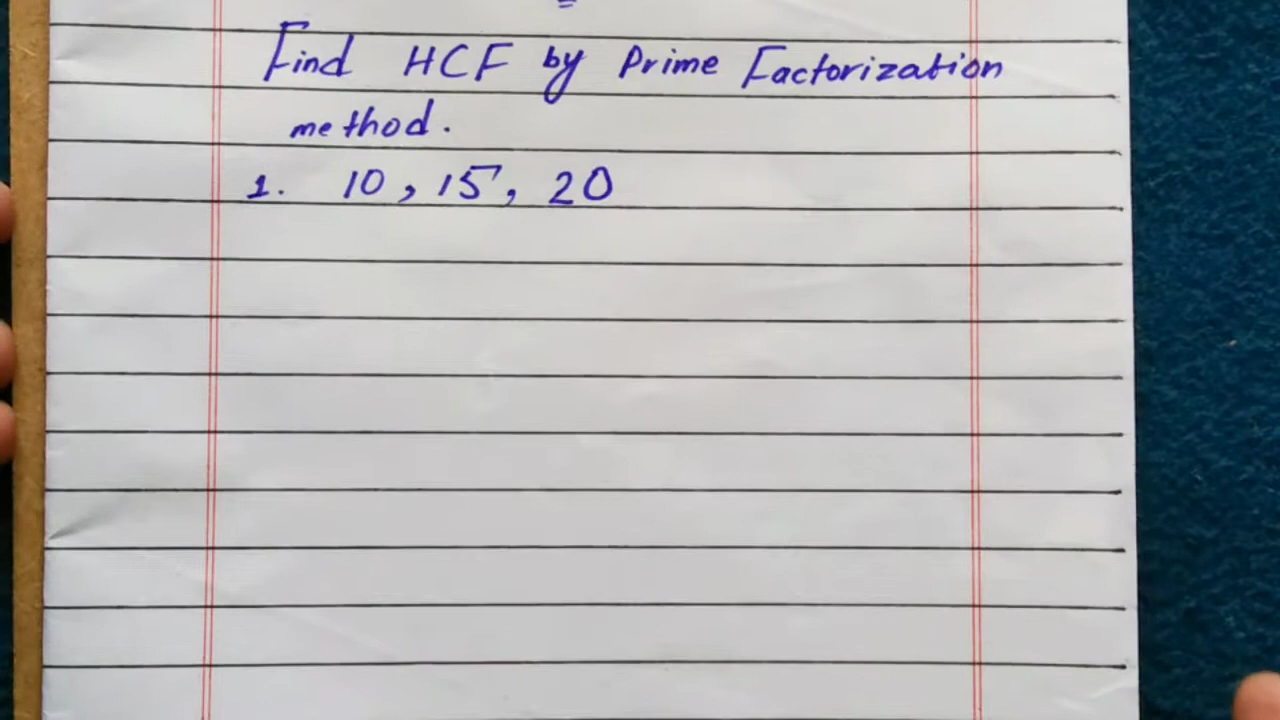 Find HCF by Prime Factorization
method.
1. 10, 15, 20